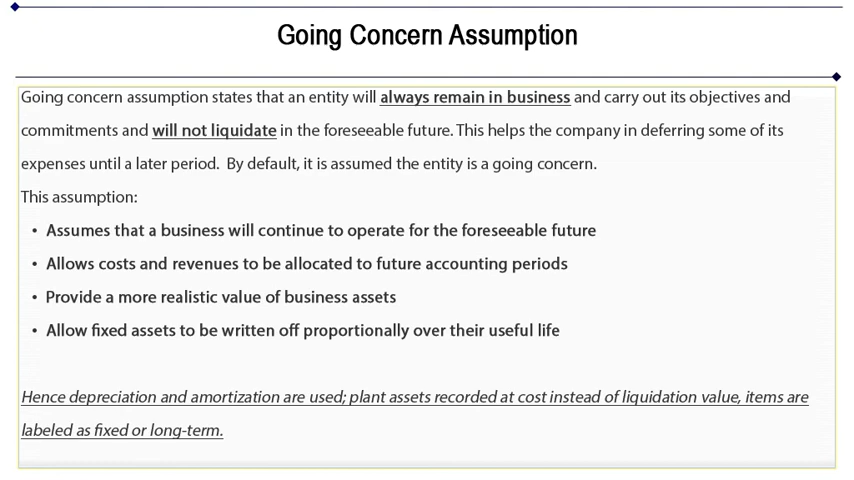 Going Concern Assumption
Going concern assumption states that an entity will always remain in business and carry out its objectives and
commitments and will not liquidate in the foreseeable future. This helps the company in deferring some of its
expenses until a later period.  By default, it is assumed the entity is a going concern.
This assumption:
• Assumes that a business will continue to operate for the foreseeable future
• Allows costs and revenues to be allocated to future accounting periods
• Provide a more realistic value of business assets
• Allow fixed assets to be written off proportionally over their useful life
Hence depreciation and amortization are used; plant assets recorded at cost instead of liquidation value, items are
labeled as fixed or long-term.